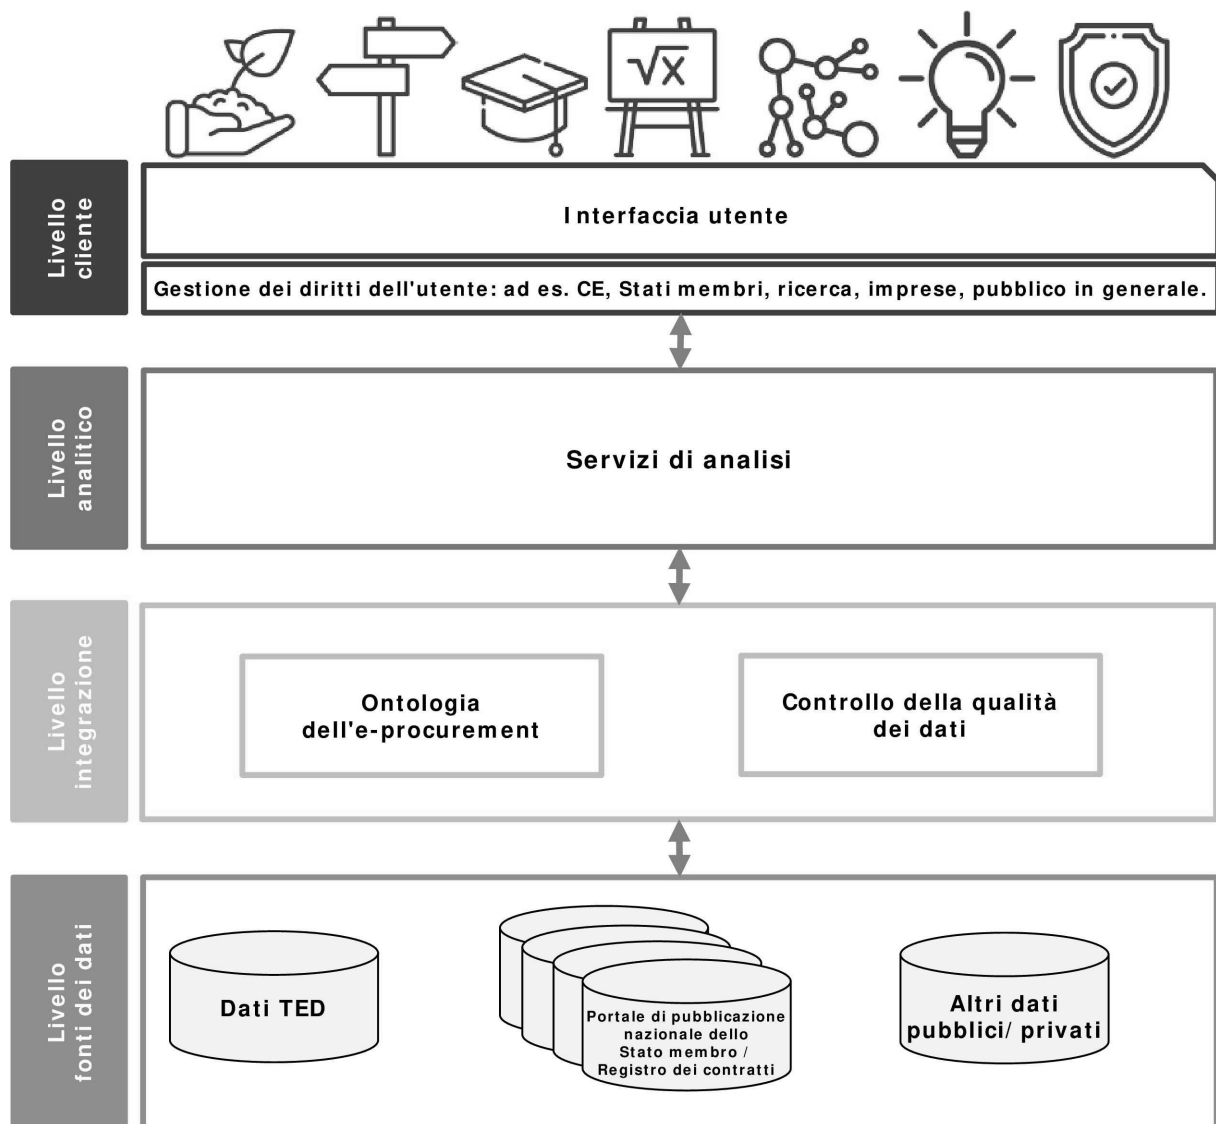 √x
Livello
cliente
Interfaccia utente
Gestione dei diritti dell'utente: ad es. CE, Stati membri, ricerca, imprese, pubblico in generale.
Livello
analitico
Servizi di analisi
Livello
integrazione
Ontologia
dell'e-procurement
Controllo della qualità
dei dati
Livello
fonti dei dati
Dati TED
Portale di pubblicazione
nazionale dello
Stato membro /
Registro dei contratti
Altri dati
pubblici/ privati